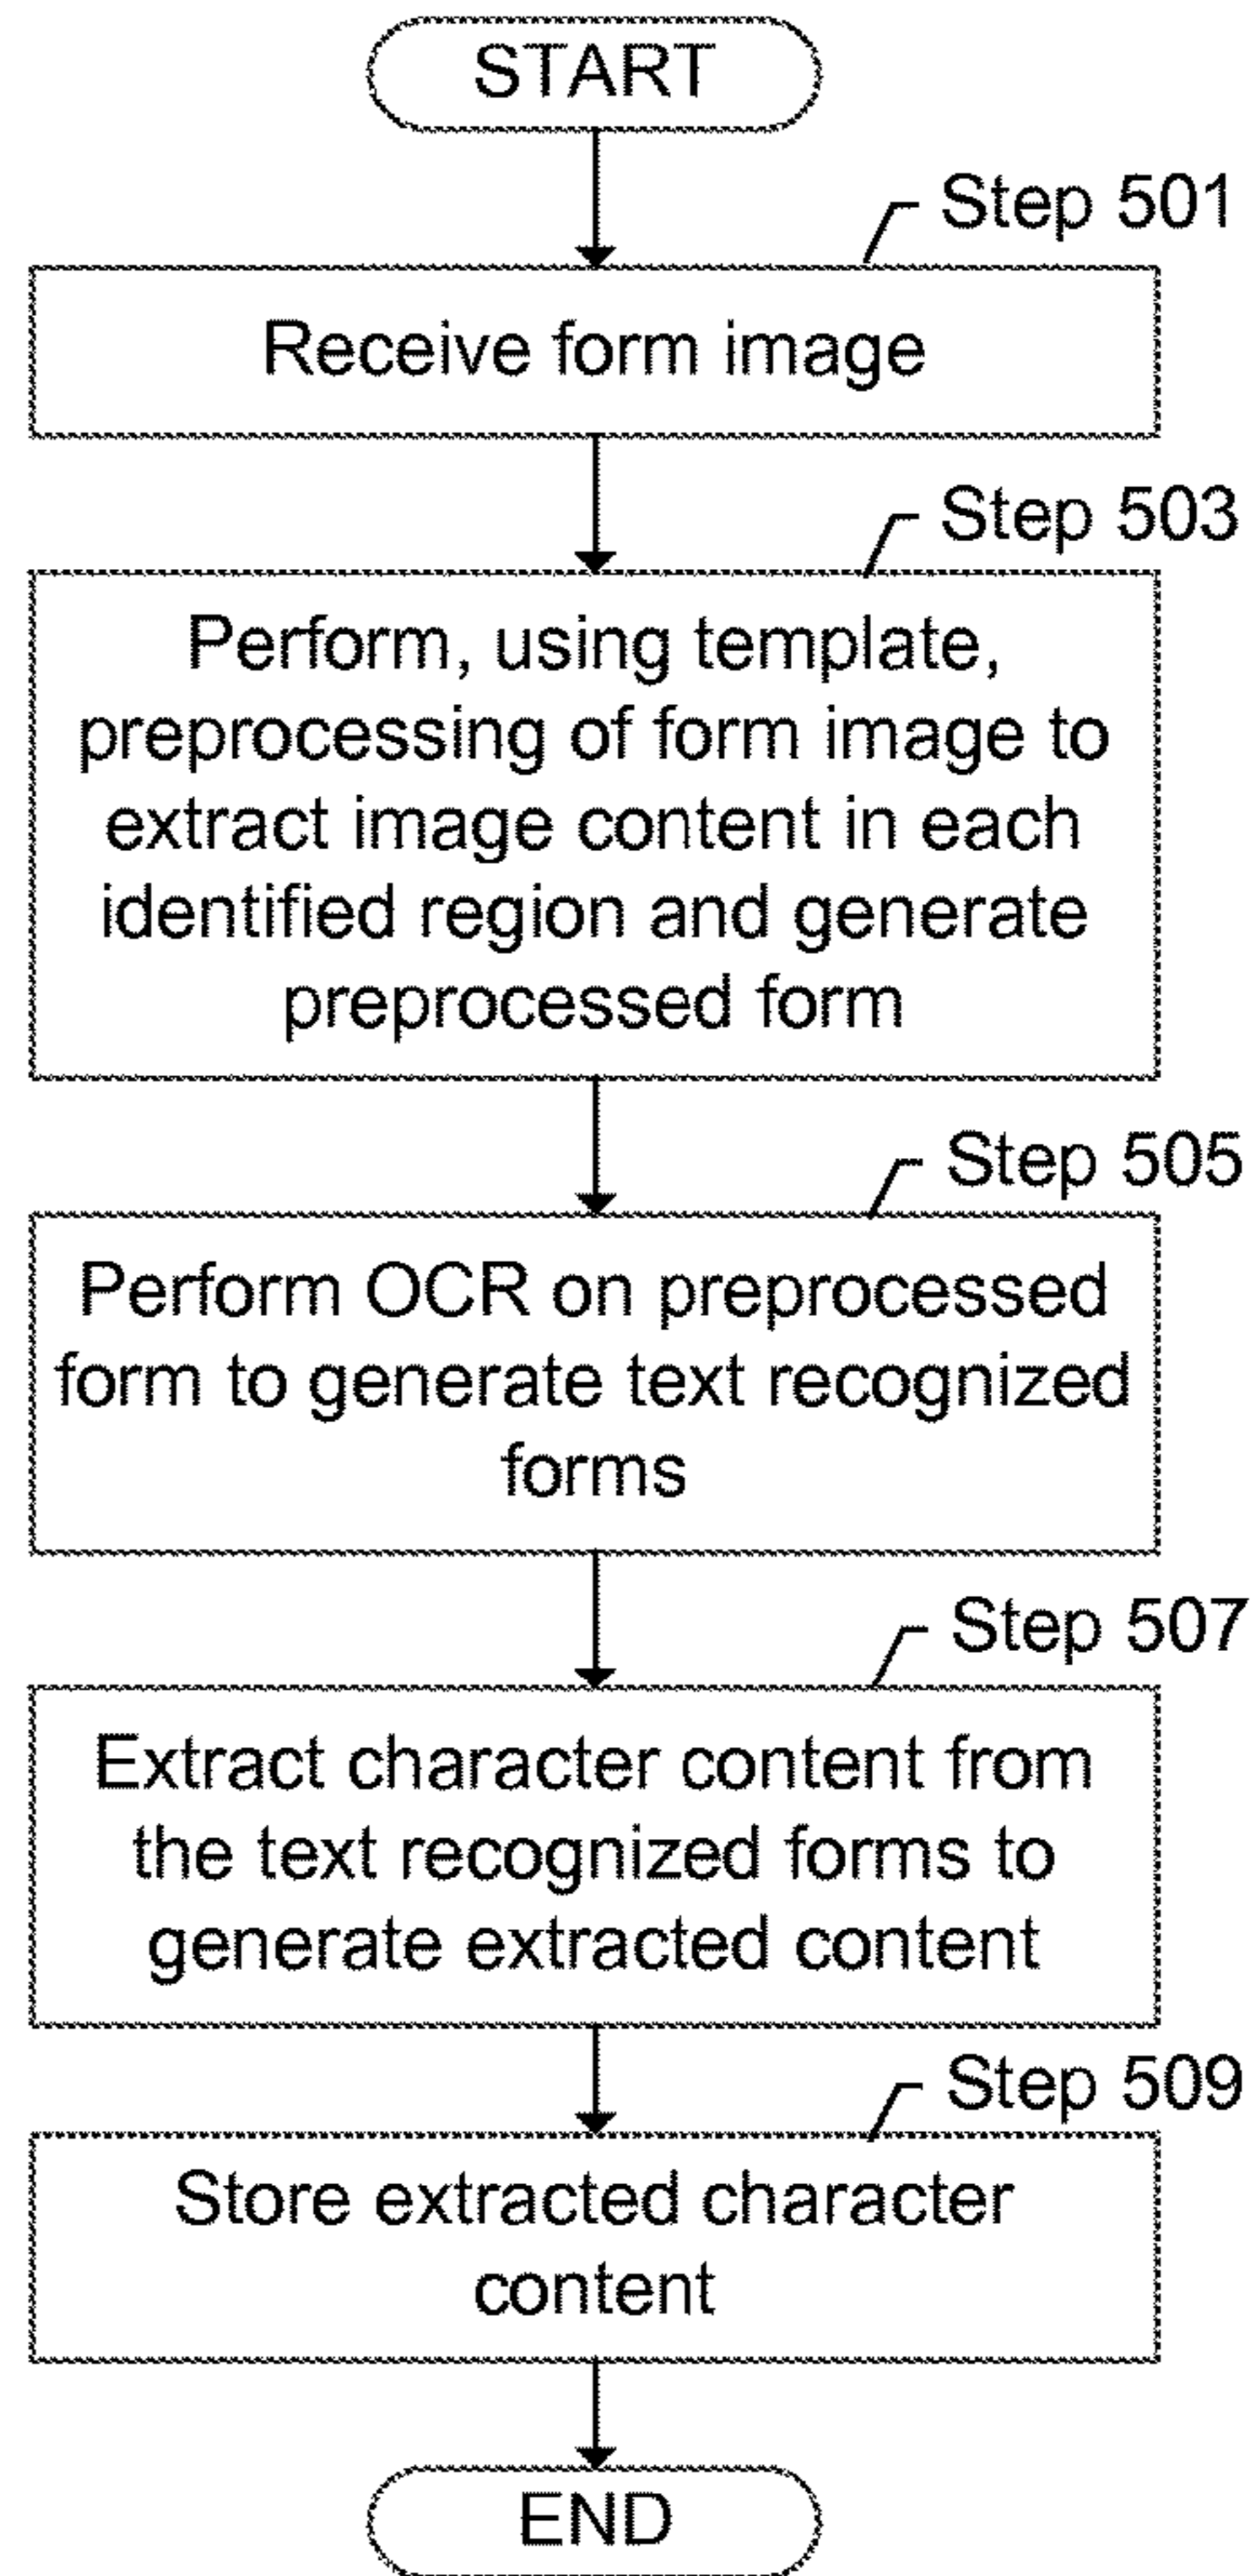 START
Step 501
Receive form image
Step 503
Perform, using template,
preprocessing of form image to
extract image content in each
identified region and generate
preprocessed form
Step 505
Perform OCR on preprocessed
form to generate text recognized
forms
Step 507
Extract character content from
the text recognized forms to
generate extracted content
Step 509
Store extracted character
content
END